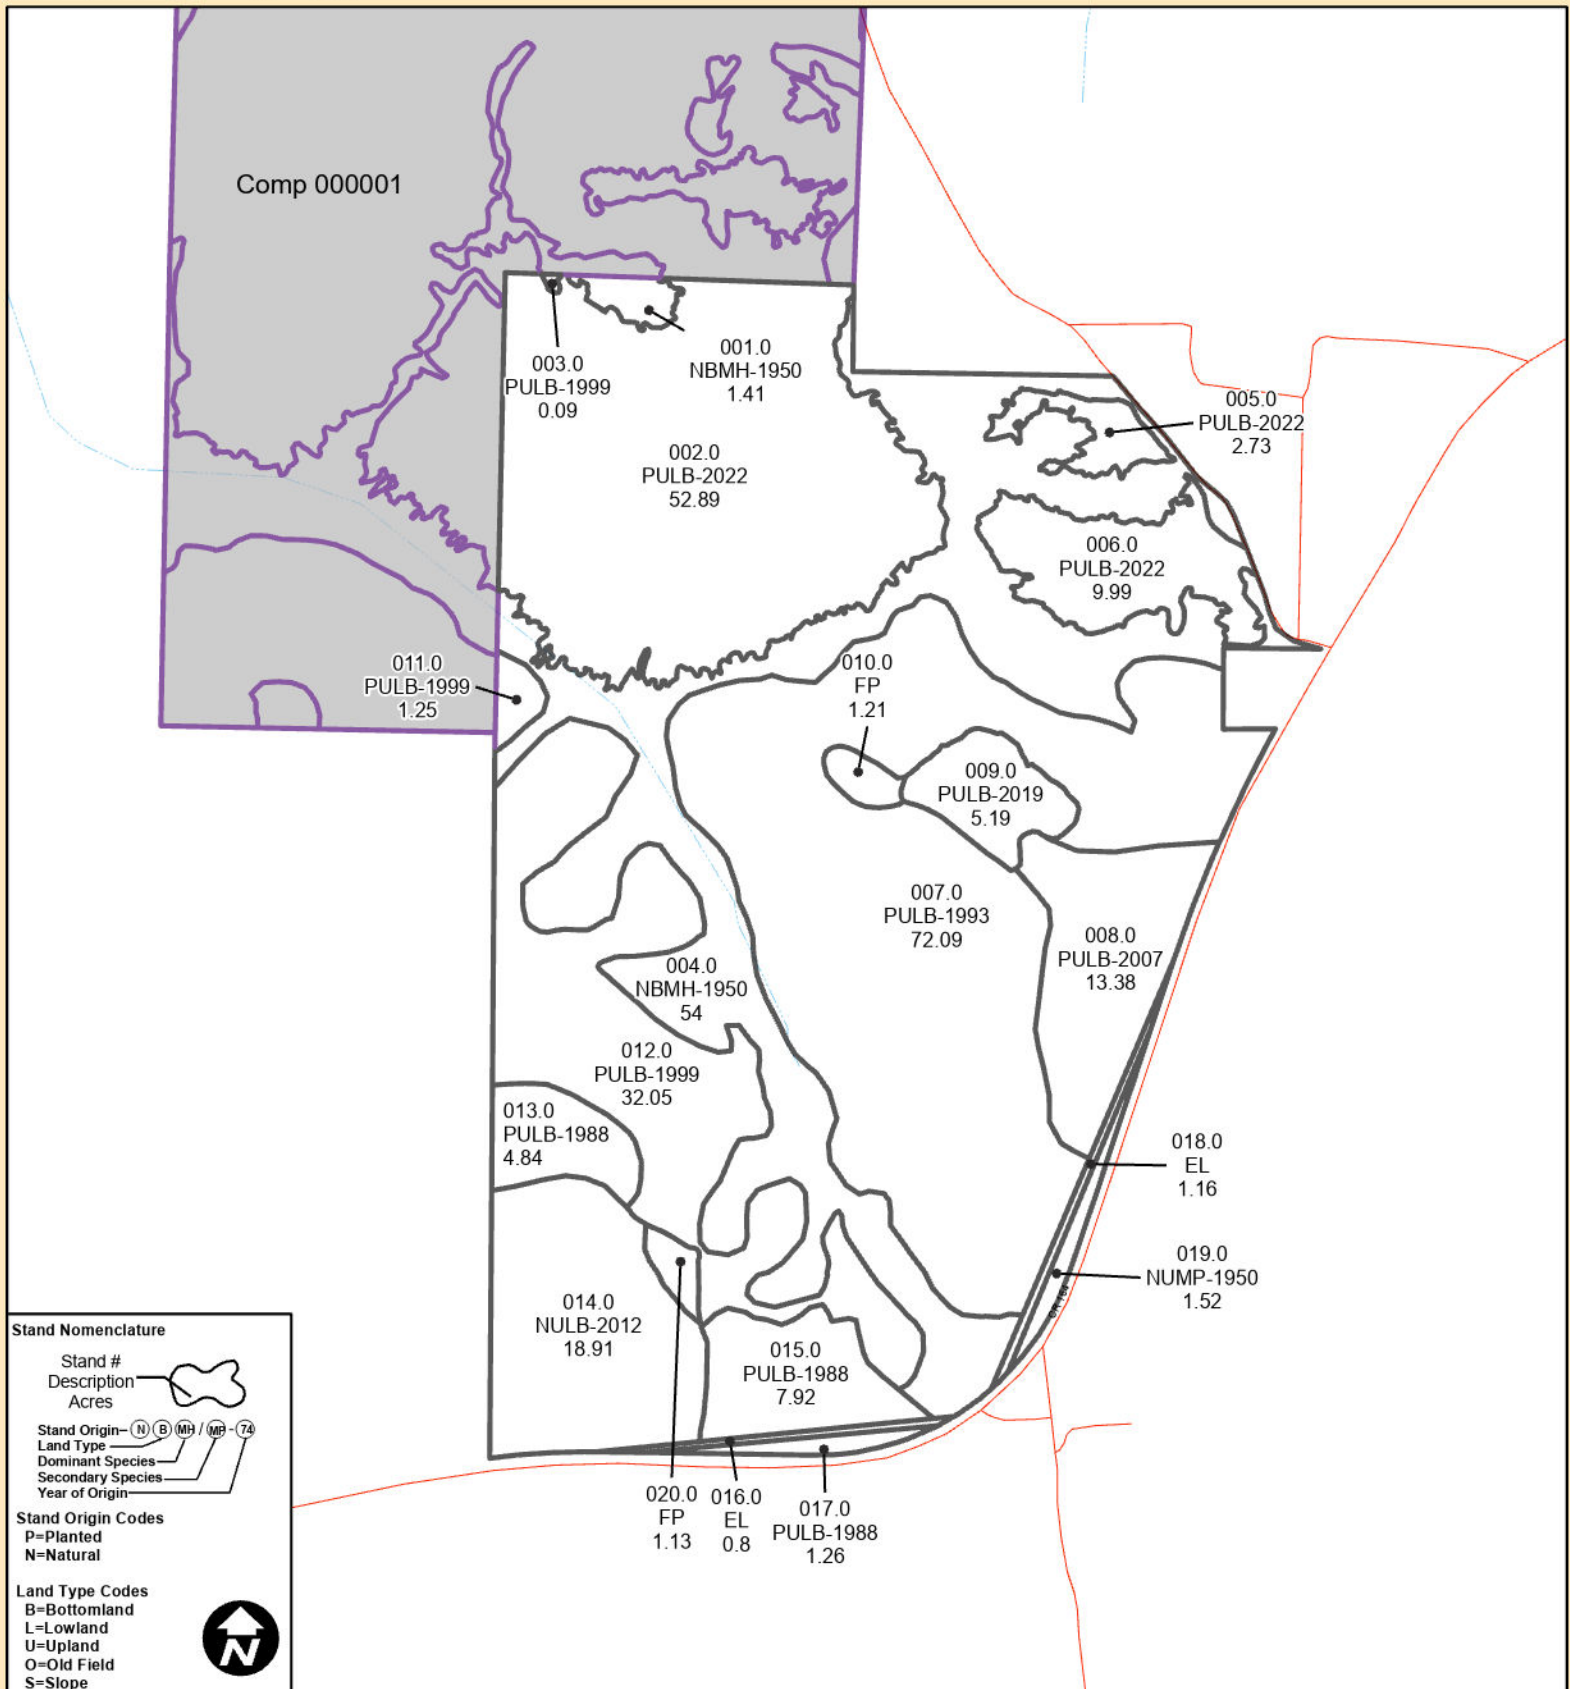 Comp 000001
003.0
PULB-1999
0.09
001.0
NBMH-1950
1.41
002.0
PULB-2022
52.89
005.0
PULB-2022
2.73
006.0
PULB-2022
9.99
011.0
PULB-1999
1.25
010.0
FP
1.21
009.0
PULB-2019
5.19
007.0
PULB-1993
72.09
008.0
PULB-2007
13.38
004.0
NBMH-1950
54
012.0
PULB-1999
32.05
013.0
PULB-1988
4.84
018.0
EL
1.16
019.0
NUMP-1950
1.52
014.0
NULB-2012
18.91
015.0
PULB-1988
7.92
020.0
FP
1.13
016.0
EL
0.8
017.0
PULB-1988
1.26
Stand Nomenclature
Stand #
Description
Acres
Stand Origin N B MH / MP - 74
Land Type
Dominant Species
Secondary Species
Year of Origin
Stand Origin Codes
P=Planted
N=Natural
Land Type Codes
B=Bottomland
L=Lowland
U=Upland
O=Old Field
S=Slope
N